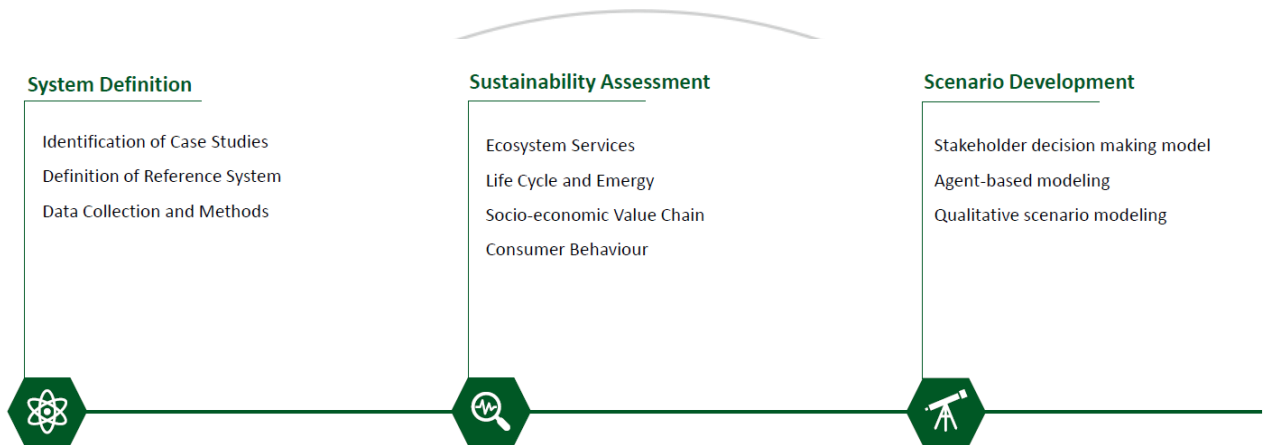 System Definition
Identification of Case Studies
Definition of Reference System
Data Collection and Methods
Sustainability Assessment
Ecosystem Services
Life Cycle and Emergy
Socio-economic Value Chain
Consumer Behaviour
Scenario Development
Stakeholder decision making model
Agent-based modeling
Qualitative scenario modeling